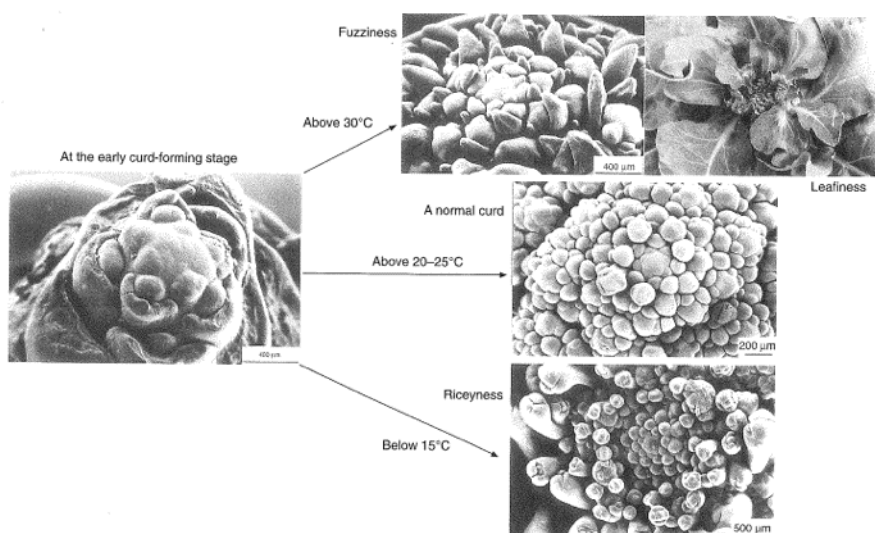 Fuzziness
Above 30°C
400 µm
At the early curd-forming stage
Leafiness
400 µm
A normal curd
Above 20–25°C
200 µm
Riceyness
Below 15°C
500 µm